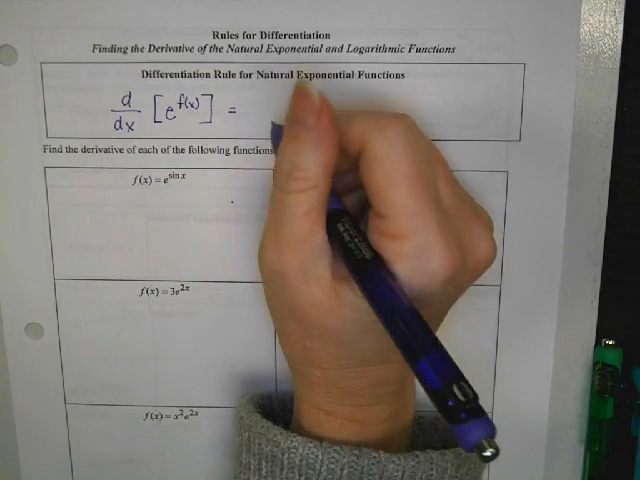 Rules for Differentiation
Finding the Derivative of the Natural Exponential and Logarithmic Functions
Differentiation Rule for Natural Exponential Functions
d/dx [e^f(x)] =
Find the derivative of each of the following functions
f(x) = e^sin x
f(x) = 3e^2x
f(x) = x^2e^2x